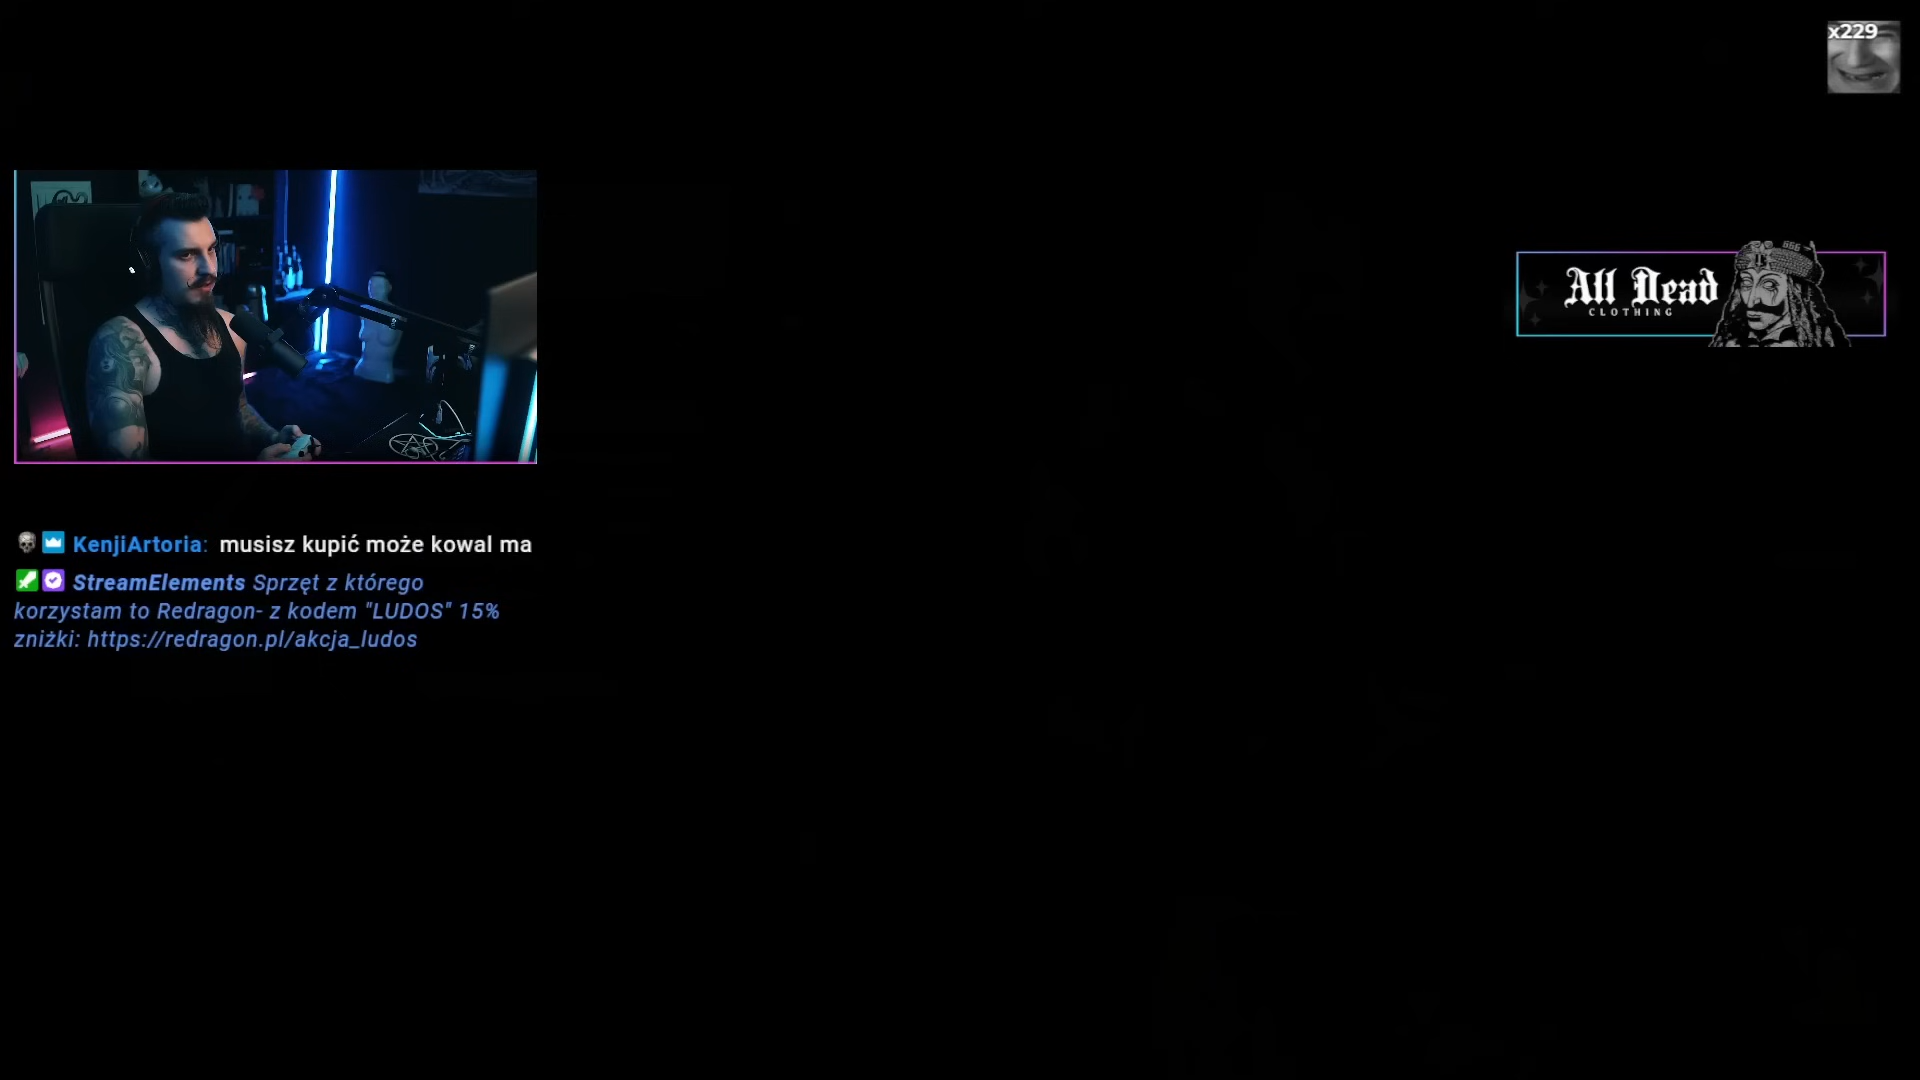 x229
666
All Dead
CLOTHING
KenjiArtoria: musisz kupić może kowal ma
StreamElements Sprzęt z którego
korzystam to Redragon- z kodem "LUDOS" 15%
zniżki: https://redragon.pl/akcja_ludos